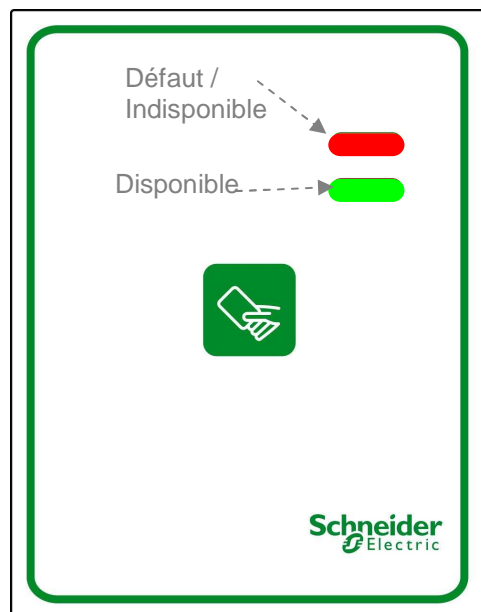 Défaut /
Indisponible
Disponible
Schneider
Electric